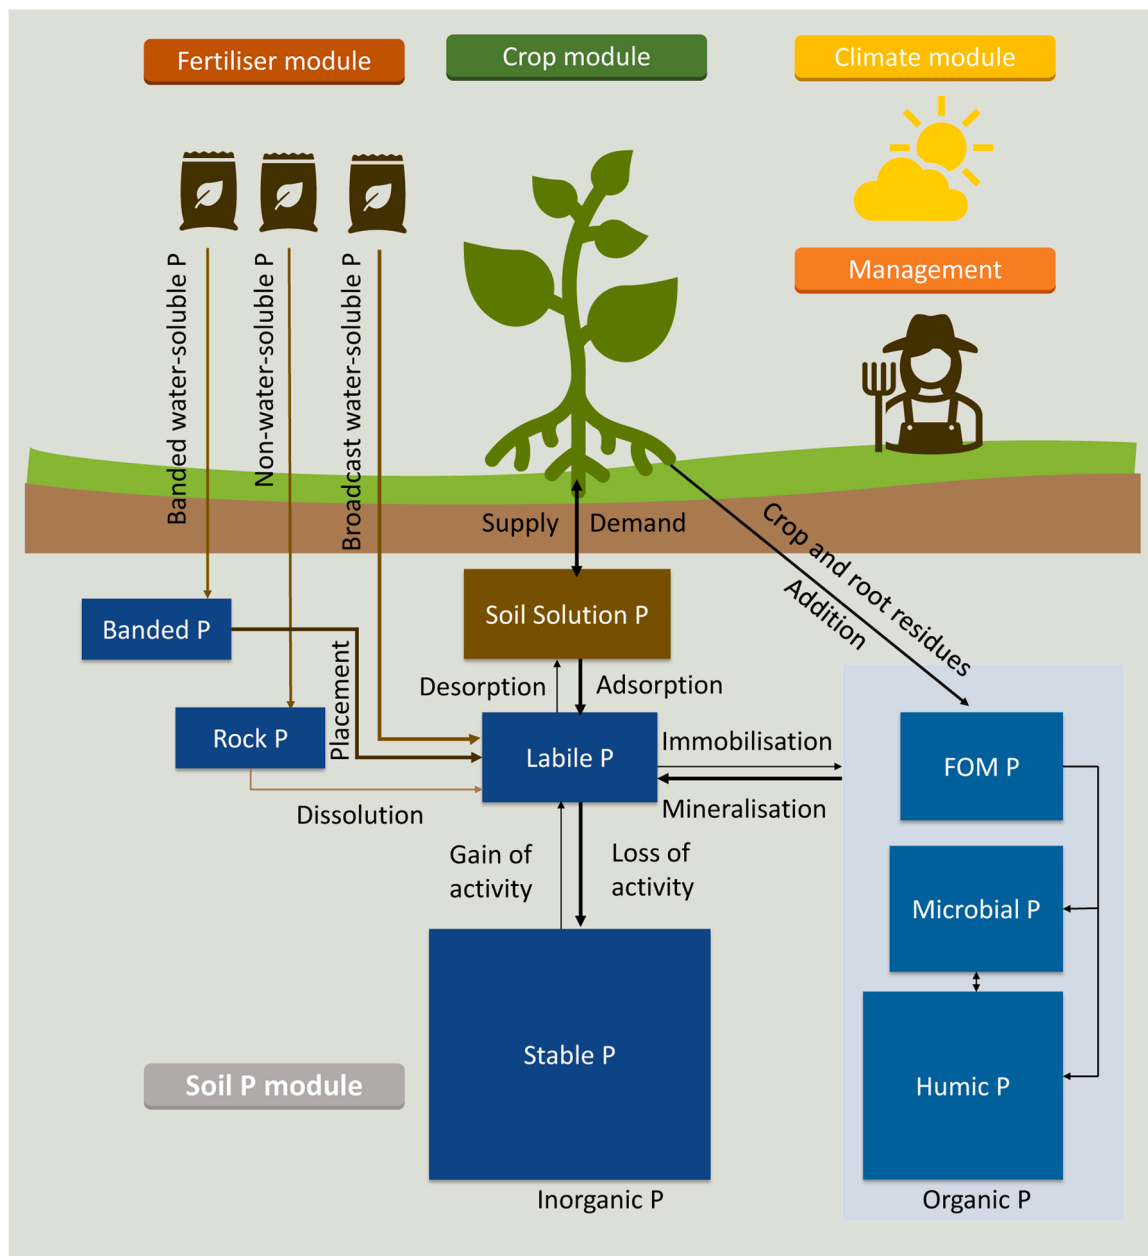 Fertiliser module
Crop module
Climate module
Management
Banded water-soluble P
Non-water-soluble P
Broadcast water-soluble P
Supply
Demand
Crop and root residues
Addition
Soil Solution P
Banded P
Placement
Desorption
Adsorption
Rock P
Labile P
Immobilisation
Mineralisation
FOM P
Dissolution
Gain of
activity
Loss of
activity
Microbial P
Stable P
Humic P
Soil P module
Inorganic P
Organic P